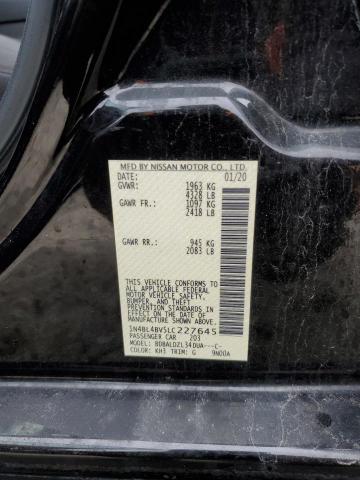 MFD BY NISSAN MOTOR CO., LTD.
DATE: 01/20
GVWR: 1963 KG
4328 LB
GAWR FR: 1097 KG
2418 LB
GAWR RR: 945 KG
2083 LB
THIS VEHICLE CONFORMS TO
ALL APPLICABLE FEDERAL
MOTOR VEHICLE SAFETY,
BUMPER, AND THEFT
PREVENTION STANDARDS IN
EFFECT ON THE DATE OF
MANUFACTURE SHOWN ABOVE.
1N4BL4BV5LC227645
PASSENGER CAR 203
MODEL: BDBALDZL34DUA---C-
COLOR: KH3 TRIM: G 9N00A